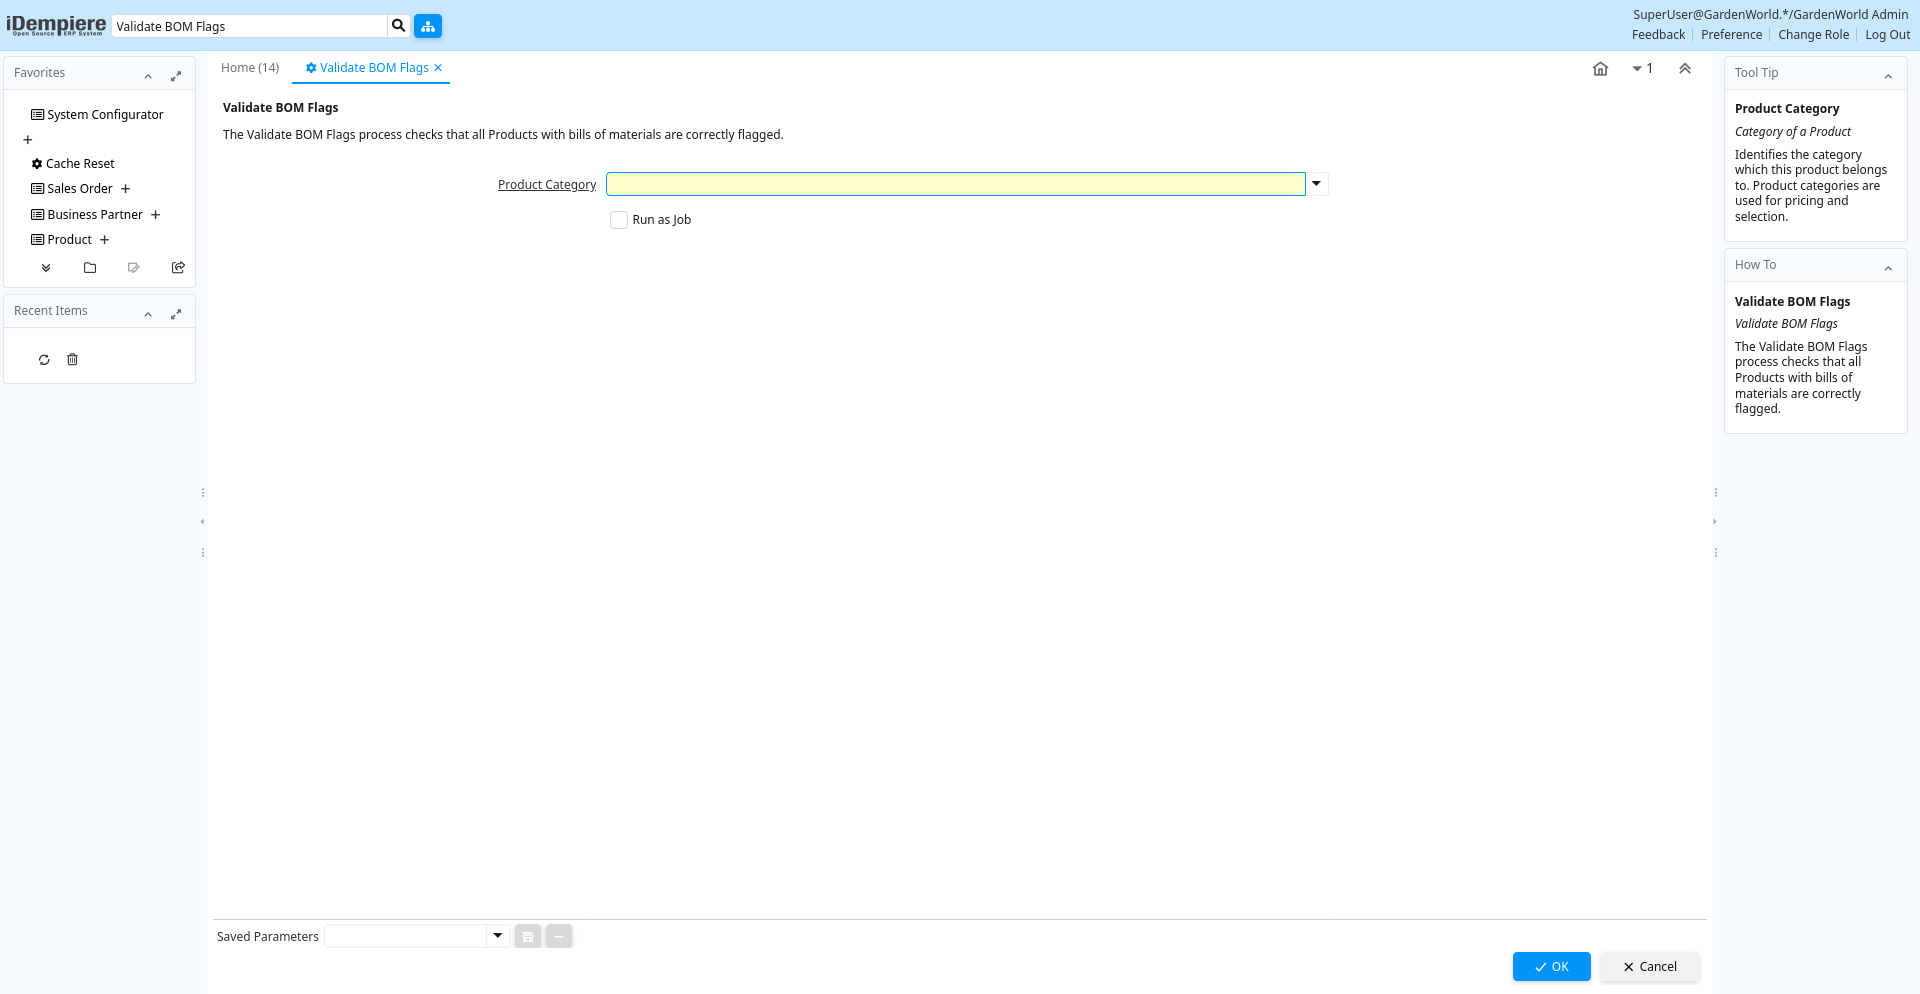 iDempiere
Open Source ERP System
Validate BOM Flags
SuperUser@GardenWorld.*/GardenWorld Admin
Feedback
Preference
Change Role
Log Out
Favorites
System Configurator
Cache Reset
Sales Order
Business Partner
Product
Recent Items
Home (14)
Validate BOM Flags
1
Validate BOM Flags
The Validate BOM Flags process checks that all Products with bills of materials are correctly flagged.
Product Category
Run as Job
Saved Parameters
OK
Cancel
Tool Tip
Product Category
Category of a Product
Identifies the category
which this product belongs
to. Product categories are
used for pricing and
selection.
How To
Validate BOM Flags
Validate BOM Flags
The Validate BOM Flags
process checks that all
Products with bills of
materials are correctly
flagged.